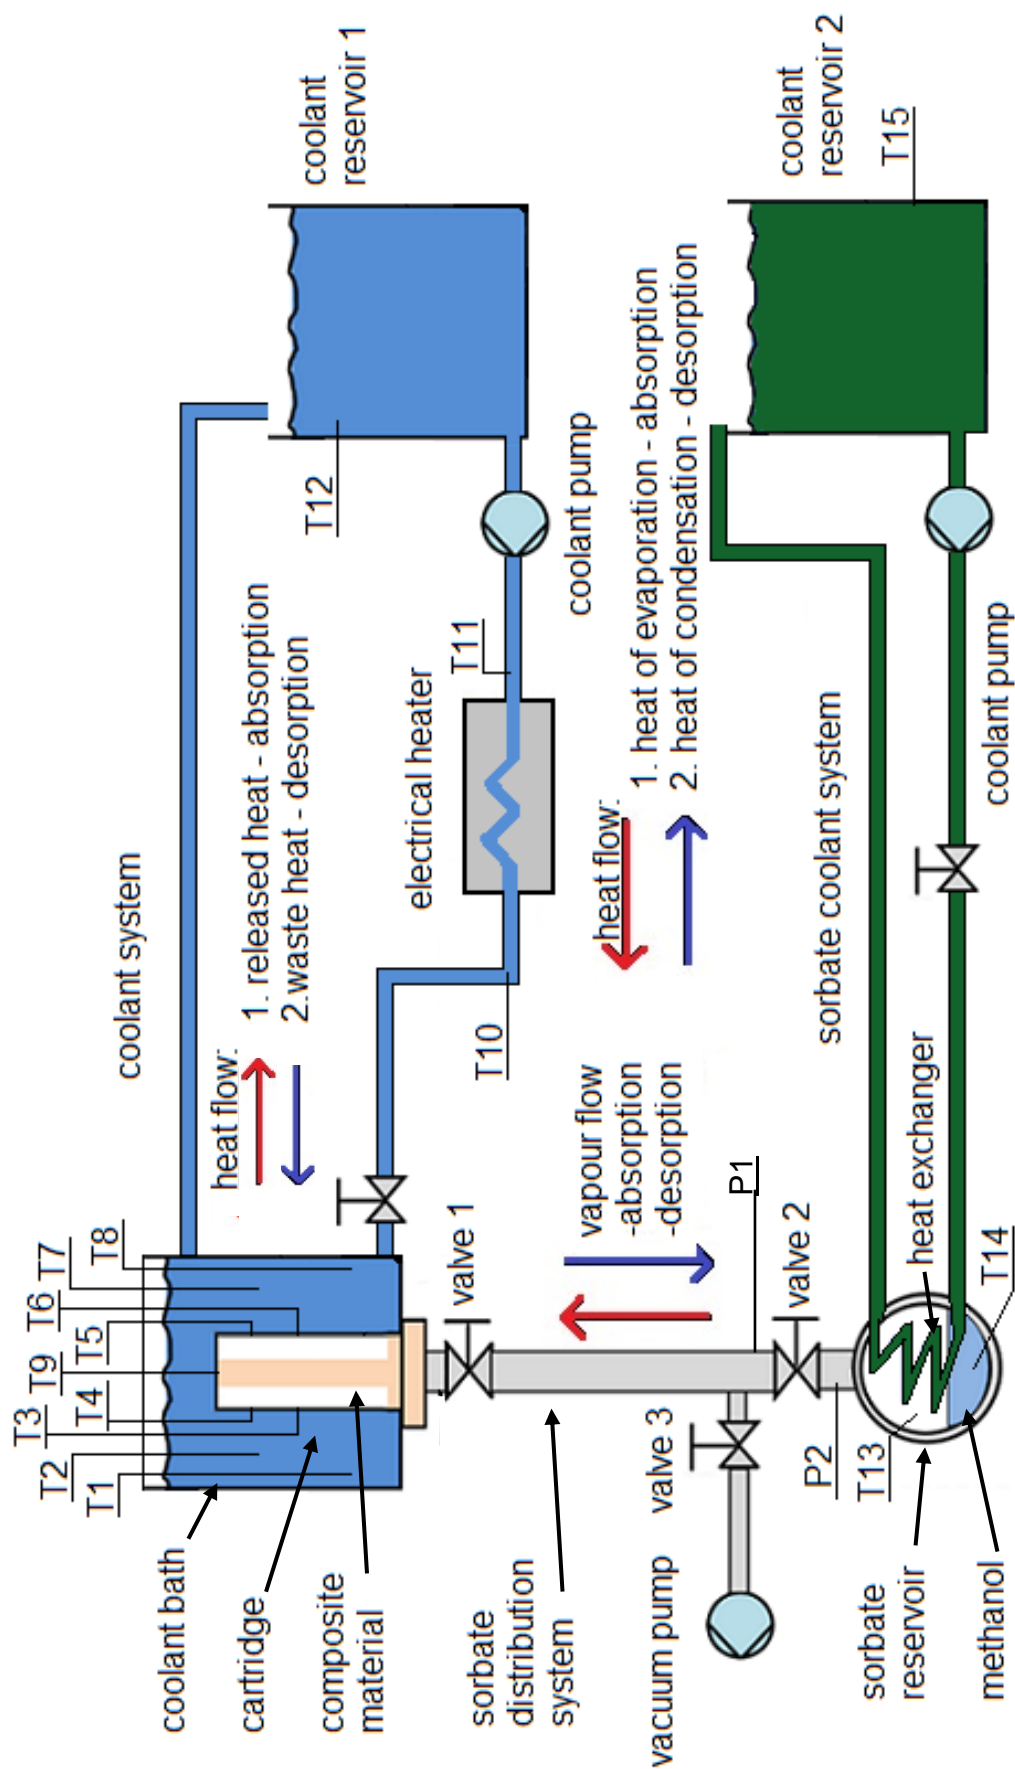 coolant bath
cartridge
composite
material
sorbate
distribution
system
vacuum pump
sorbate
reservoir
methanol
T1
T2
T3
T4
T9
T5
T6
T7
T8
valve 1
valve 2
valve 3
P1
P2
T13
T14
heat exchanger
vapour flow
-absorption
-desorption
coolant system
heat flow:
1. released heat - absorption
2.waste heat - desorption
T10
electrical heater
T11
coolant pump
T12
coolant
reservoir 1
heat flow:
1. heat of evaporation - absorption
2. heat of condensation - desorption
sorbate coolant system
coolant pump
coolant
reservoir 2
T15